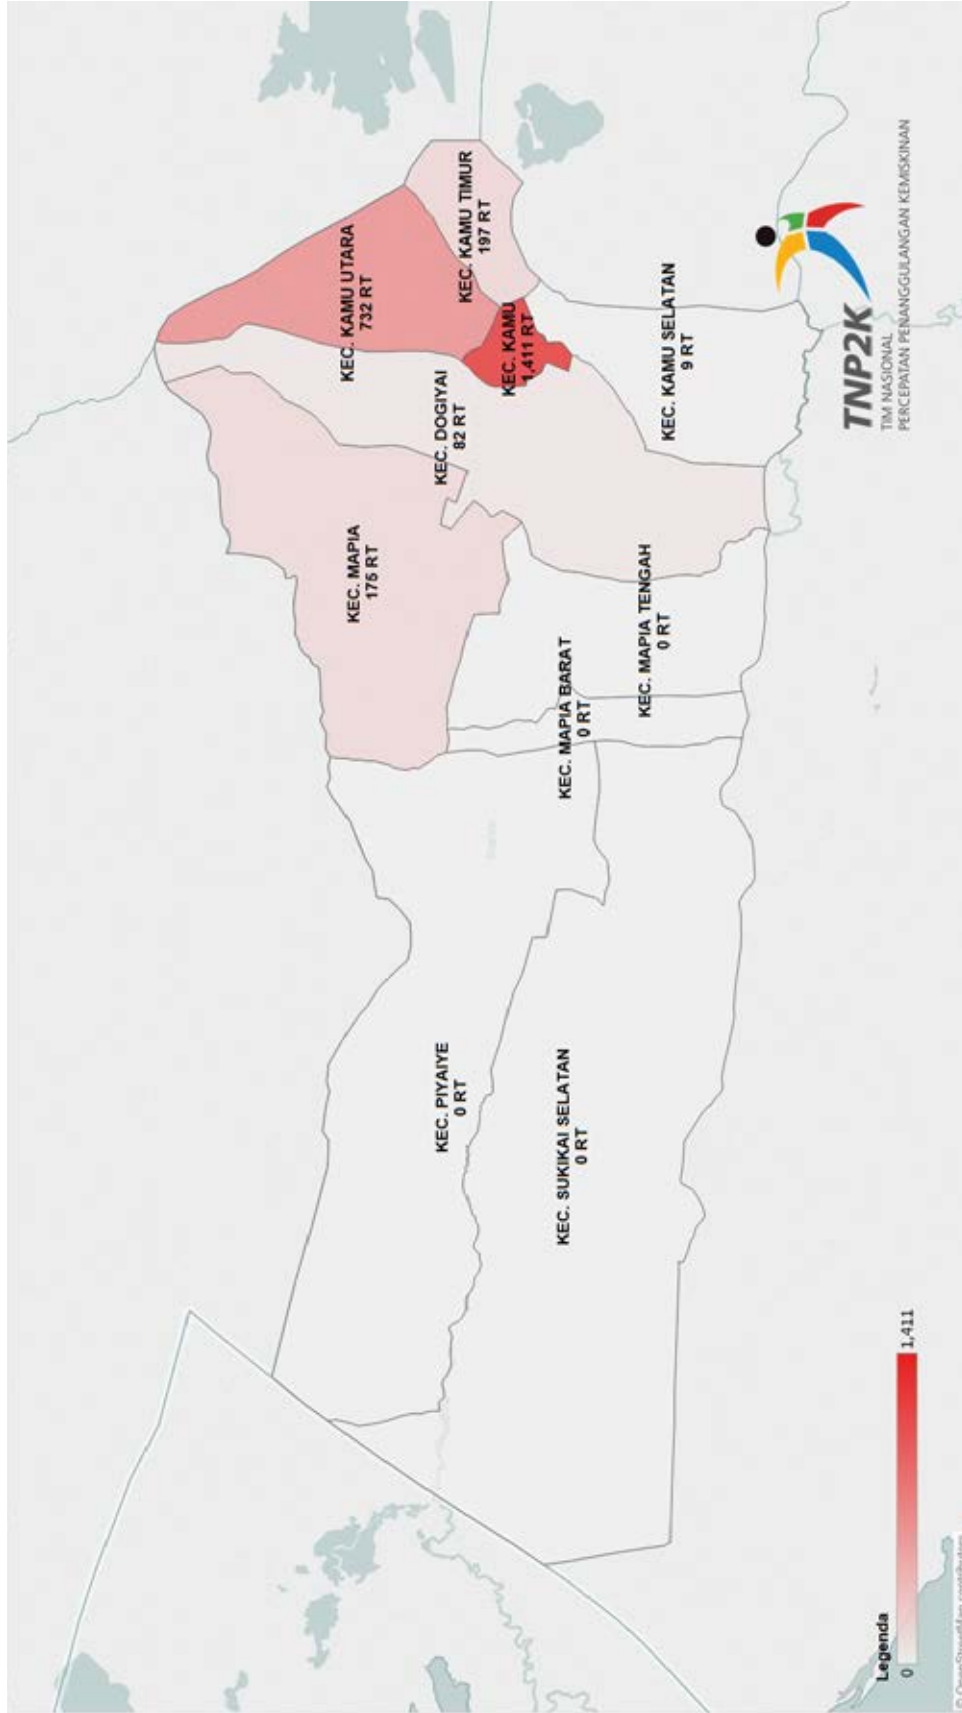 KEC. KAMU UTARA
732 RT
KEC. KAMU TIMUR
197 RT
KEC. MAPIA
175 RT
KEC. DOGIYAI
82 RT
KEC. KAMU
1,411 RT
KEC. PIYAIYE
0 RT
KEC. MAPIA BARAT
0 RT
KEC. MAPIA TENGAH
0 RT
KEC. KAMU SELATAN
9 RT
KEC. SUKIKAI SELATAN
0 RT
Legenda
0
1,411
TNP2K
TIM NASIONAL
PERCEPATAN PENANGGULANGAN KEMISKINAN
© OpenStreetMap contributors